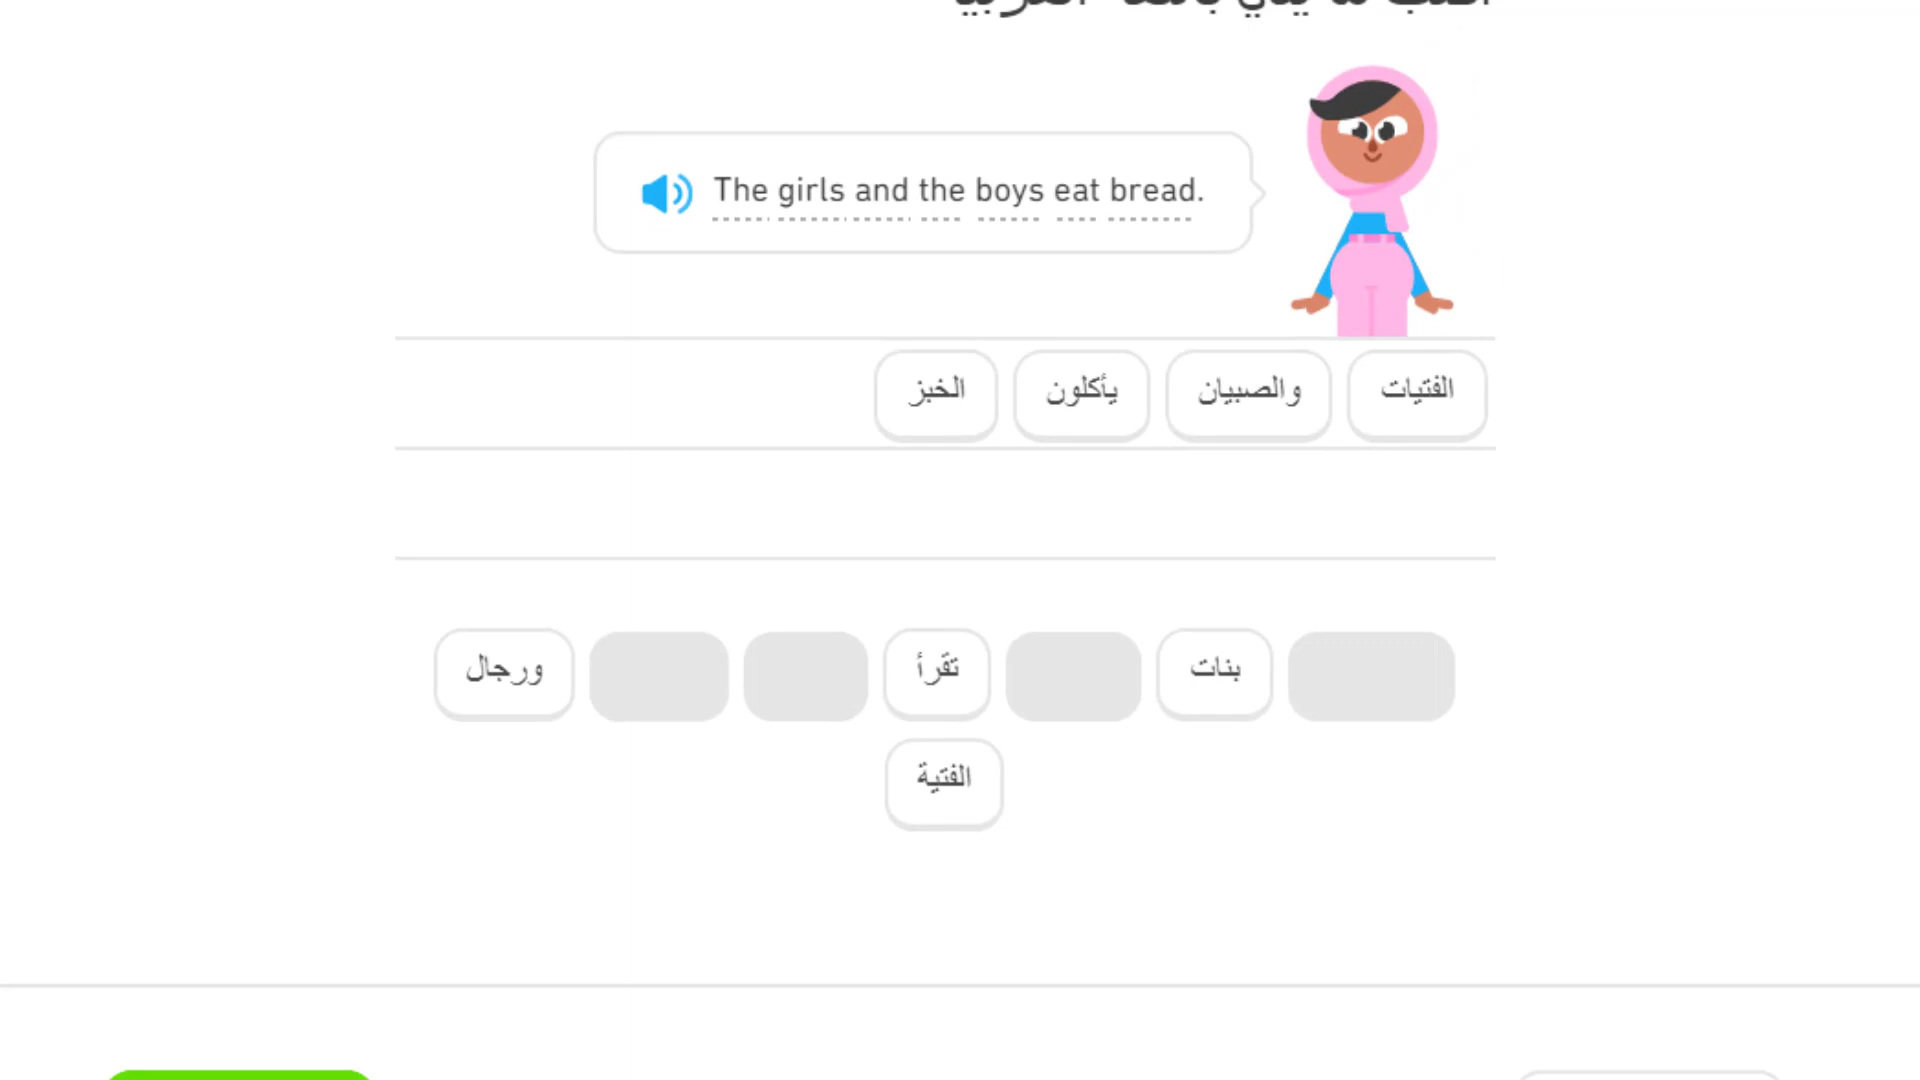 The girls and the boys eat bread.
الفتيات والصبيان يأكلون الخبز
بنات تقرأ ورجال
الفتية